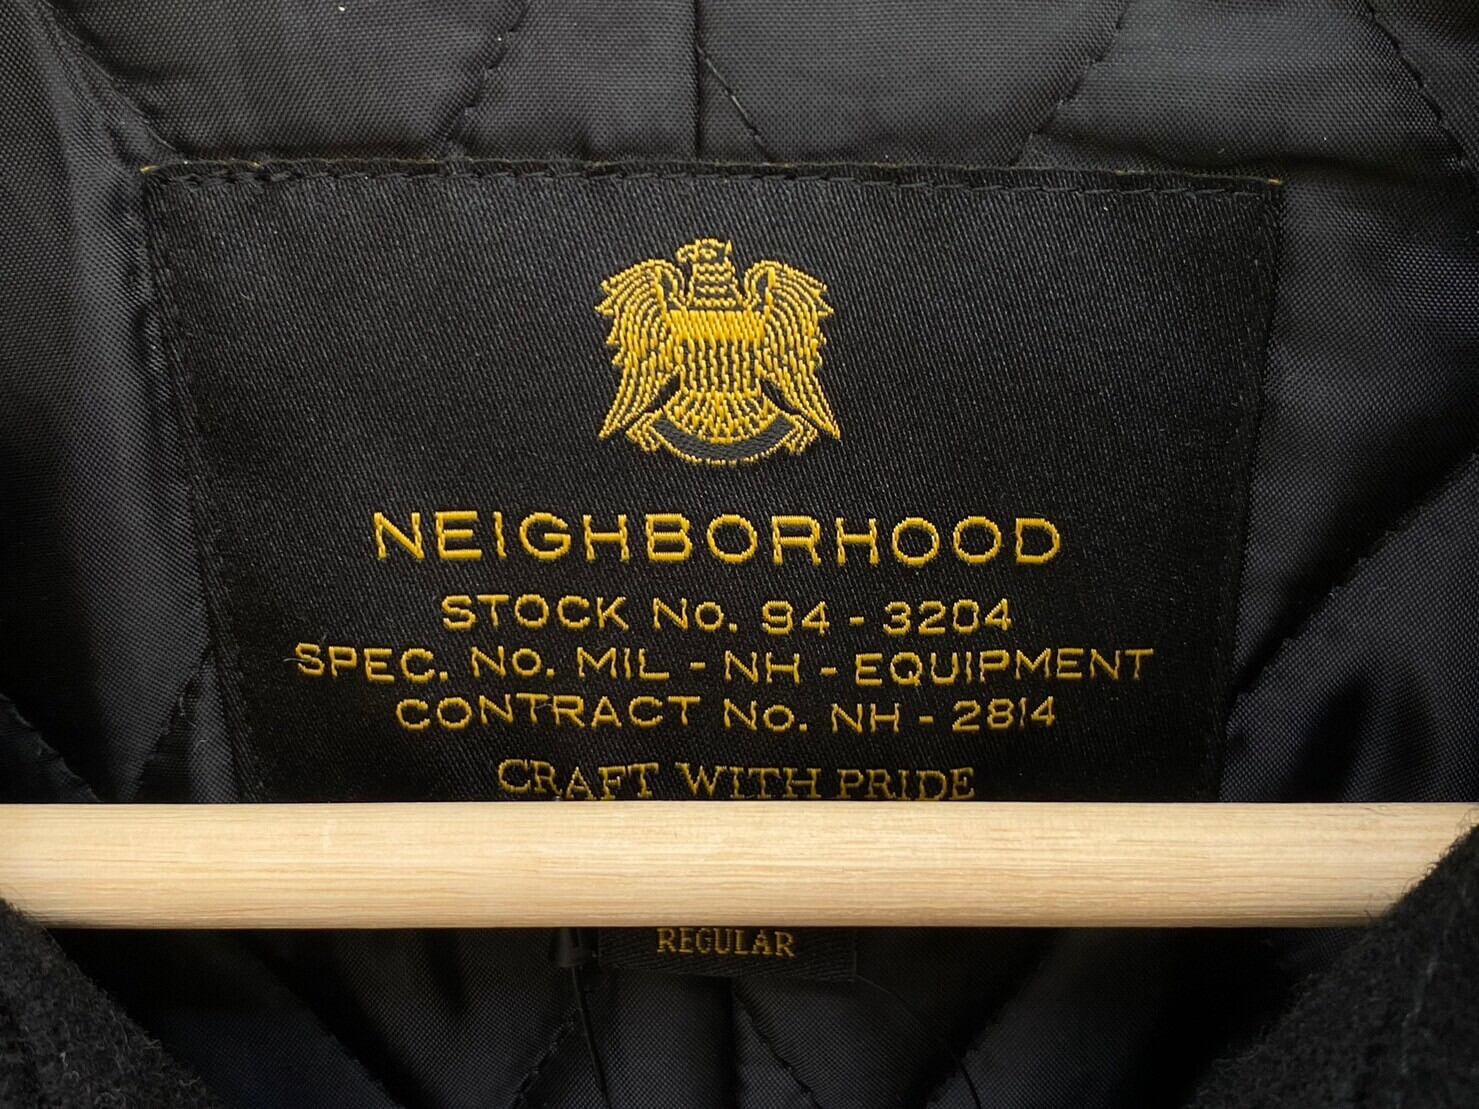 NEIGHBORHOOD
STOCK No. 94 - 3204
SPEC. NO. MIL - NH - EQUIPMENT
CONTRACT No. NH - 2814
CRAFT WITH PRIDE
REGULAR